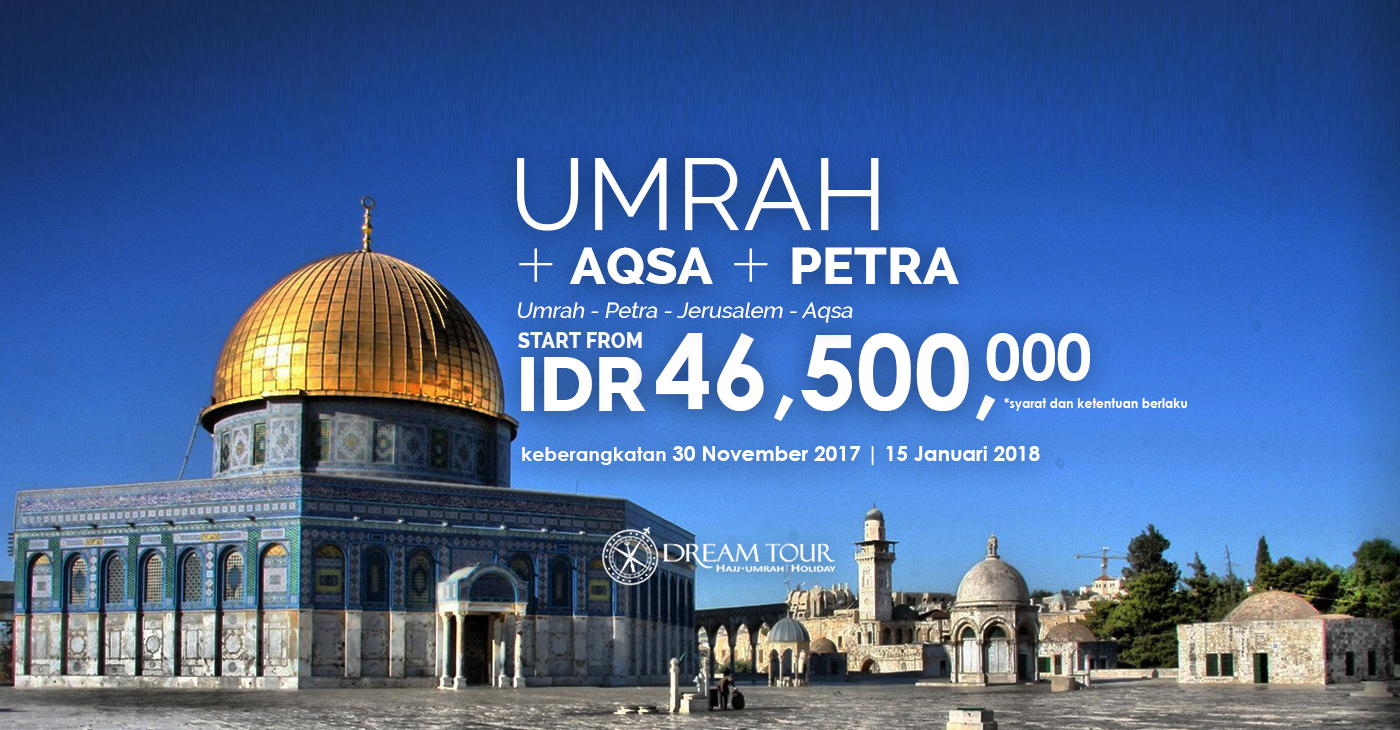 UMRAH
+ AQSA + PETRA
Umrah - Petra - Jerusalem - Aqsa
START FROM
IDR 46,500,000
*syarat dan ketentuan berlaku
keberangkatan 30 November 2017 | 15 Januari 2018
DREAM TOUR
HAJJ-UMRAH | HOLIDAY